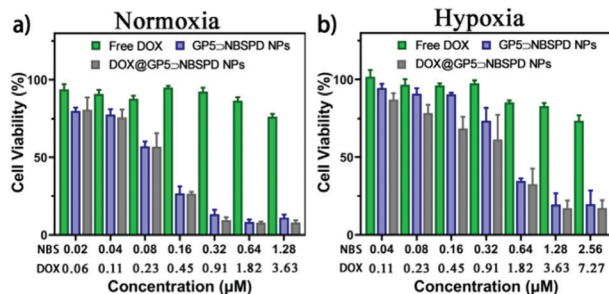 a) Normoxia
Free DOX GP5⊃NBSPD NPs
DOX@GP5⊃NBSPD NPs
Cell Viability (%)
100
50
0
NBS 0.02 0.04 0.08 0.16 0.32 0.64 1.28
DOX 0.06 0.11 0.23 0.45 0.91 1.82 3.63
Concentration (μM)
b) Hypoxia
Free DOX GP5⊃NBSPD NPs
DOX@GP5⊃NBSPD NPs
Cell Viability (%)
100
50
0
NBS 0.04 0.08 0.16 0.32 0.64 1.28 2.56
DOX 0.11 0.23 0.45 0.91 1.82 3.63 7.27
Concentration (μM)